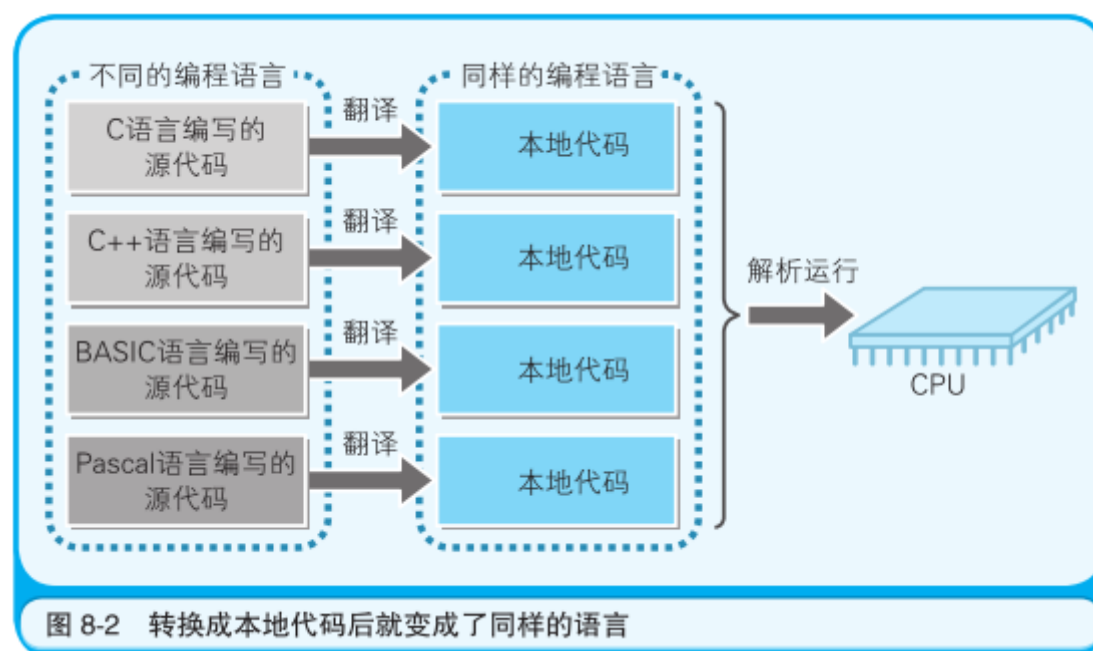 不同的编程语言
同样的编程语言
C语言编写的
源代码
翻译
本地代码
C++语言编写的
源代码
翻译
本地代码
BASIC语言编写的
源代码
翻译
本地代码
Pascal语言编写的
源代码
翻译
本地代码
解析运行
CPU
图 8-2 转换成本地代码后就变成了同样的语言